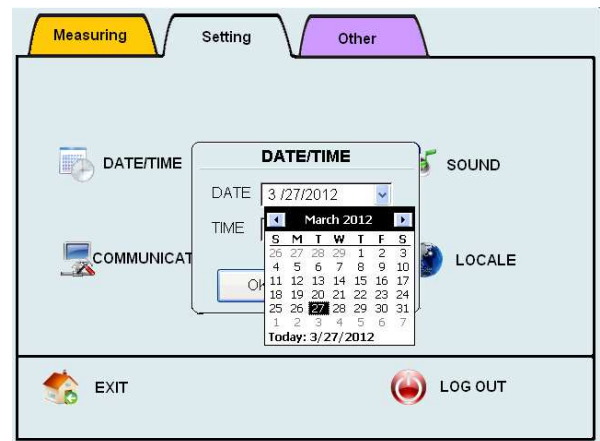 Measuring
Setting
Other
DATE/TIME
SOUND
DATE/TIME
DATE 3 /27/2012
TIME
March 2012
S M T W T F S
26 27 28 29 1 2 3
4 5 6 7 8 9 10
11 12 13 14 15 16 17
18 19 20 21 22 23 24
25 26 27 28 29 30 31
1 2 3 4 5 6 7
Today: 3/27/2012
COMMUNICAT
LOCALE
EXIT
LOG OUT